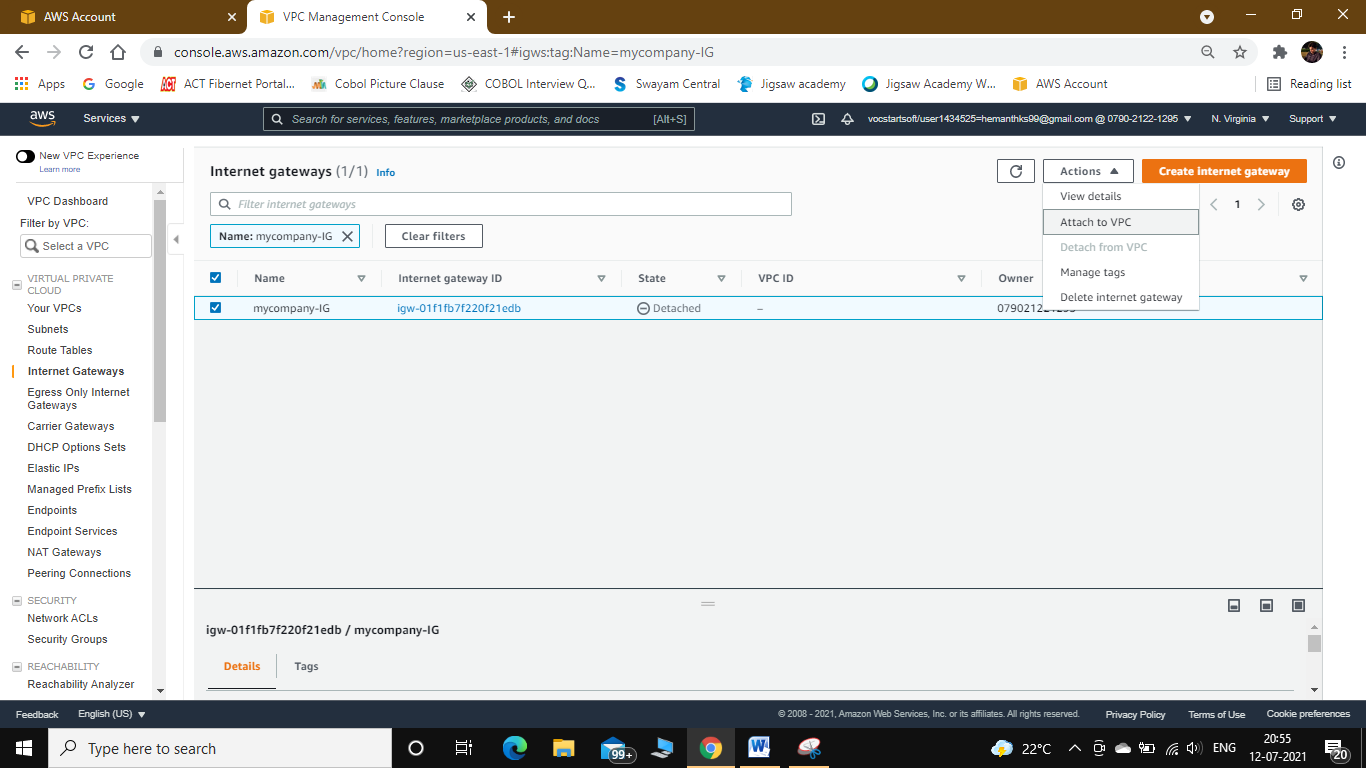 AWS Account
VPC Management Console
console.aws.amazon.com/vpc/home?region=us-east-1#igws:tag:Name=mycompany-IG
Apps
Google
ACT Fibernet Portal...
Cobol Picture Clause
COBOL Interview Q...
Swayam Central
Jigsaw academy
Jigsaw Academy W...
AWS Account
Reading list
aws
Services
Search for services, features, marketplace products, and docs
[Alt+S]
vocstartsoft/user1434525=hemanthks99@gmail.com @ 0790-2122-1295
N. Virginia
Support
New VPC Experience
Learn more
VPC Dashboard
Filter by VPC:
Select a VPC
VIRTUAL PRIVATE
CLOUD
Your VPCs
Subnets
Route Tables
Internet Gateways
Egress Only Internet
Gateways
Carrier Gateways
DHCP Options Sets
Elastic IPs
Managed Prefix Lists
Endpoints
Endpoint Services
NAT Gateways
Peering Connections
SECURITY
Network ACLs
Security Groups
REACHABILITY
Reachability Analyzer
Internet gateways (1/1) Info
Actions
Create internet gateway
Filter internet gateways
1
Name: mycompany-IG
Clear filters
View details
Attach to VPC
Detach from VPC
Manage tags
Delete internet gateway
Name
Internet gateway ID
State
VPC ID
Owner
mycompany-IG
igw-01f1fb7f220f21edb
Detached
–
igw-01f1fb7f220f21edb / mycompany-IG
Details
Tags
Feedback
English (US)
© 2008 - 2021, Amazon Web Services, Inc. or its affiliates. All rights reserved.
Privacy Policy
Terms of Use
Cookie preferences
Type here to search
99+
22°C
ENG
20:55
12-07-2021
20